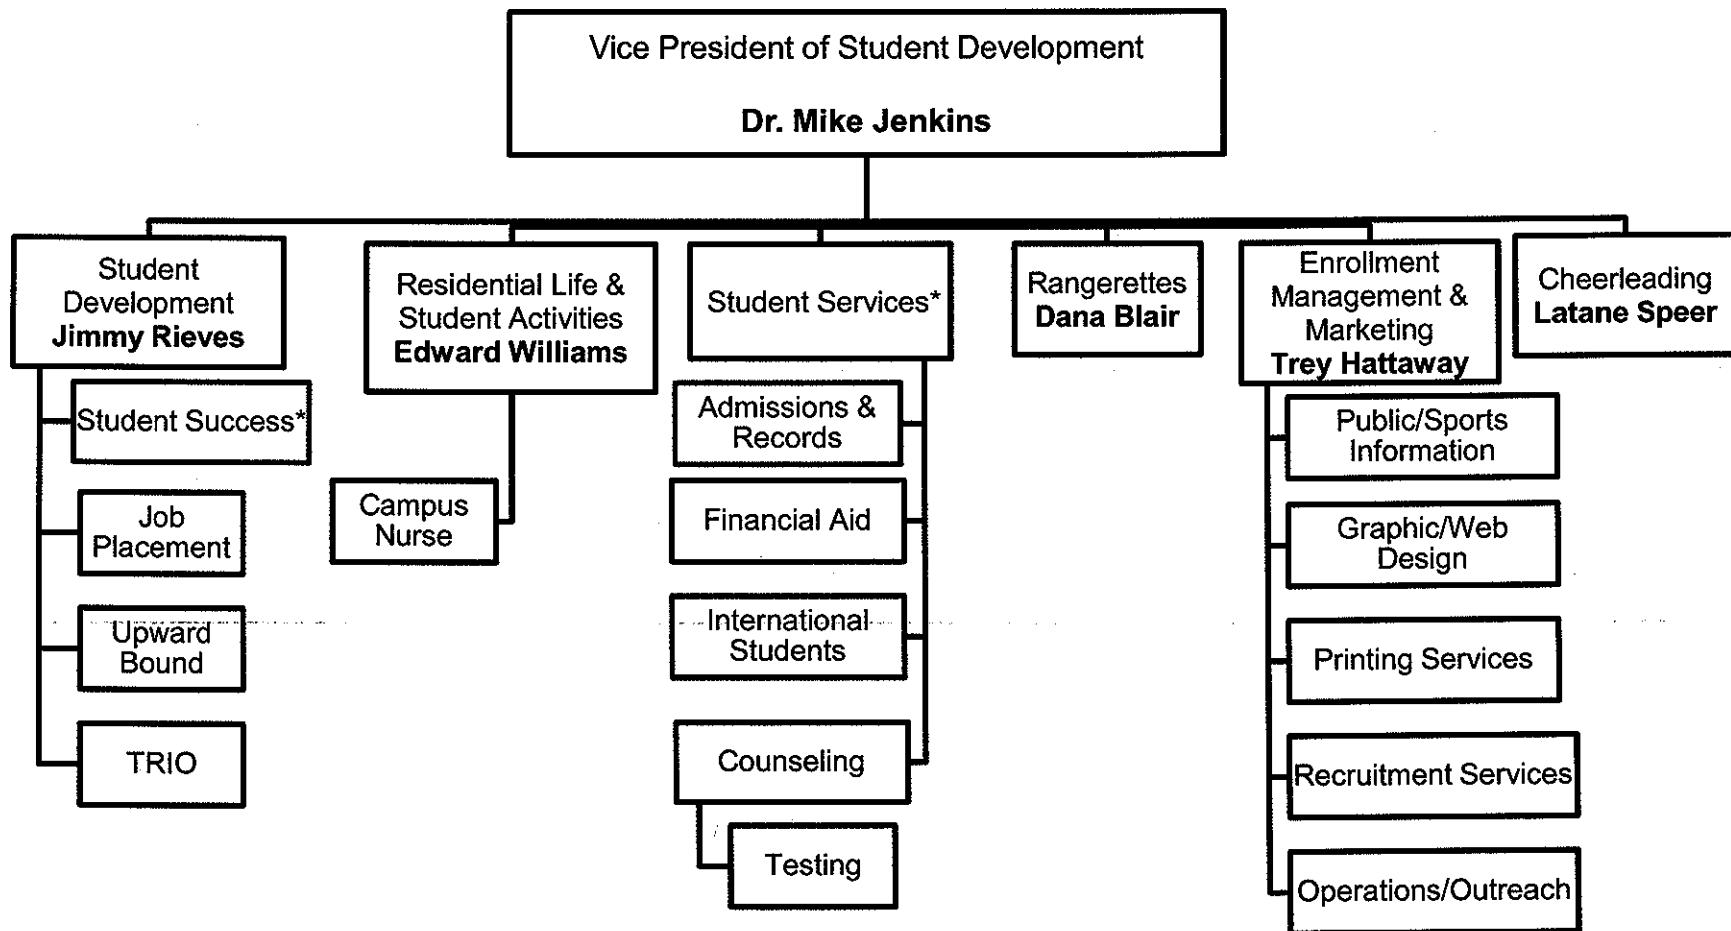 Vice President of Student Development
Dr. Mike Jenkins
Student
Development
Jimmy Rieves
Student Success*
Job
Placement
Upward
Bound
TRIO
Residential Life &
Student Activities
Edward Williams
Campus
Nurse
Student Services*
Admissions &
Records
Financial Aid
International
Students
Counseling
Testing
Rangerettes
Dana Blair
Enrollment
Management &
Marketing
Trey Hattaway
Public/Sports
Information
Graphic/Web
Design
Printing Services
Recruitment Services
Operations/Outreach
Cheerleading
Latane Speer